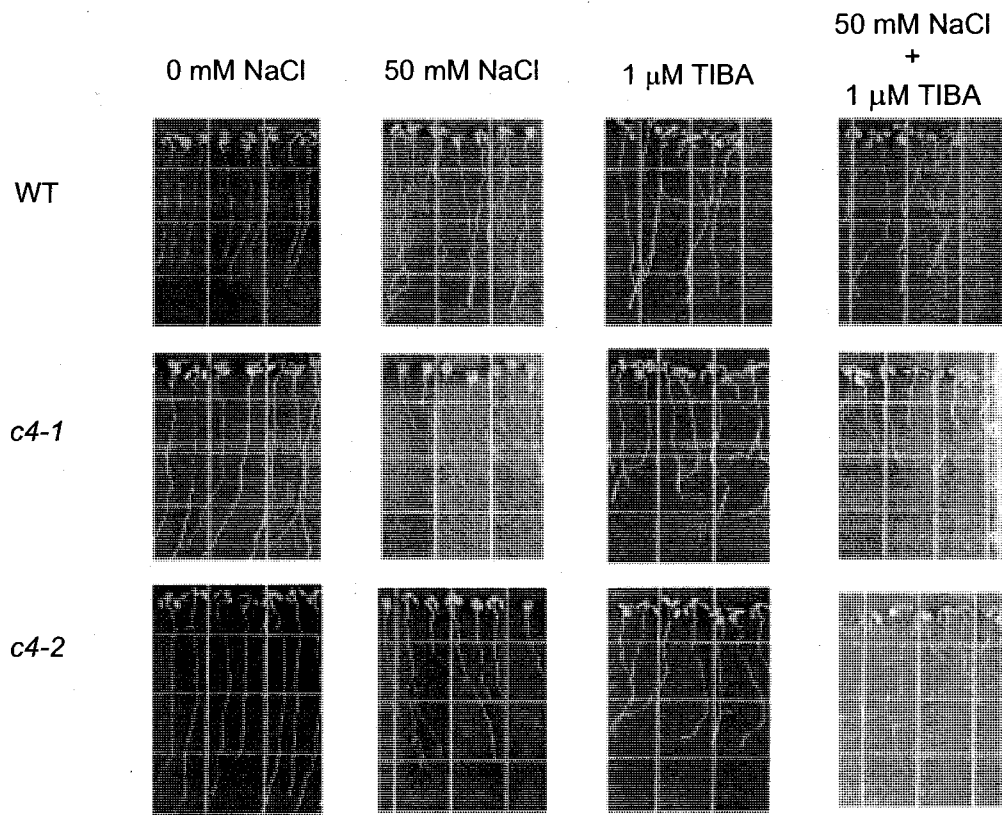 0 mM NaCl
50 mM NaCl
1 μM TIBA
50 mM NaCl
+
1 μM TIBA
WT
c4-1
c4-2